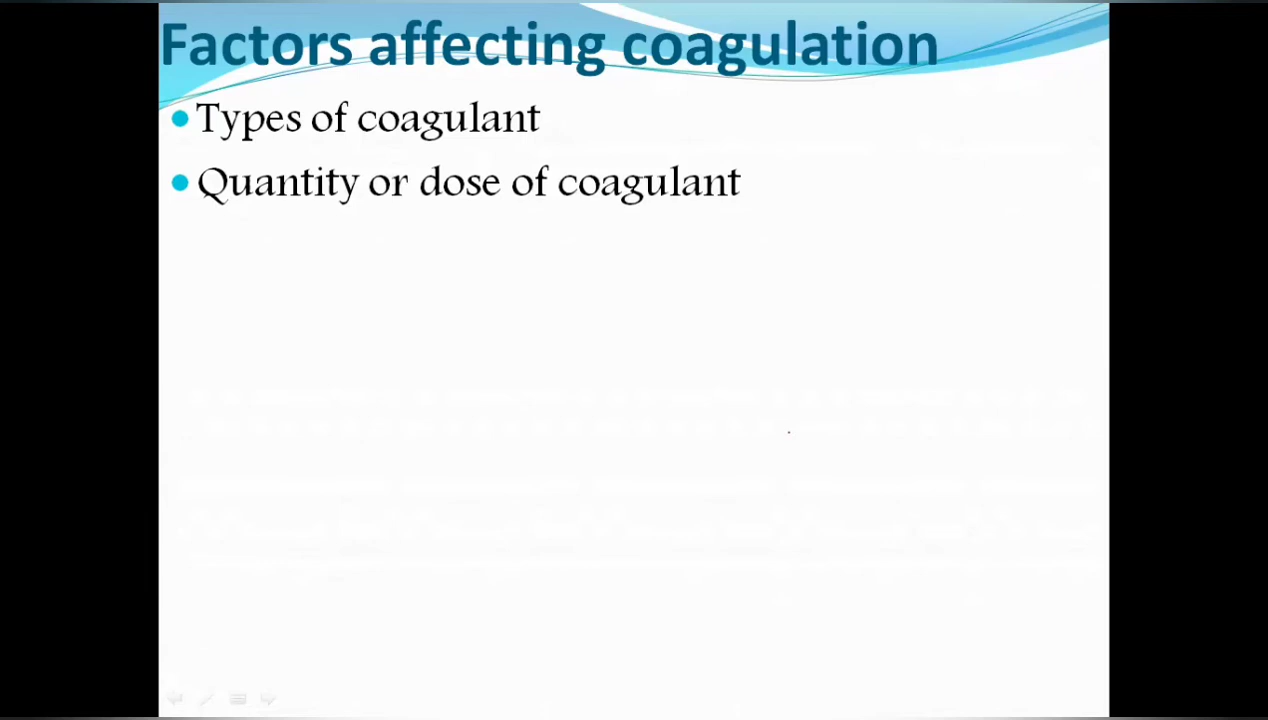 Factors affecting coagulation
Types of coagulant
Quantity or dose of coagulant